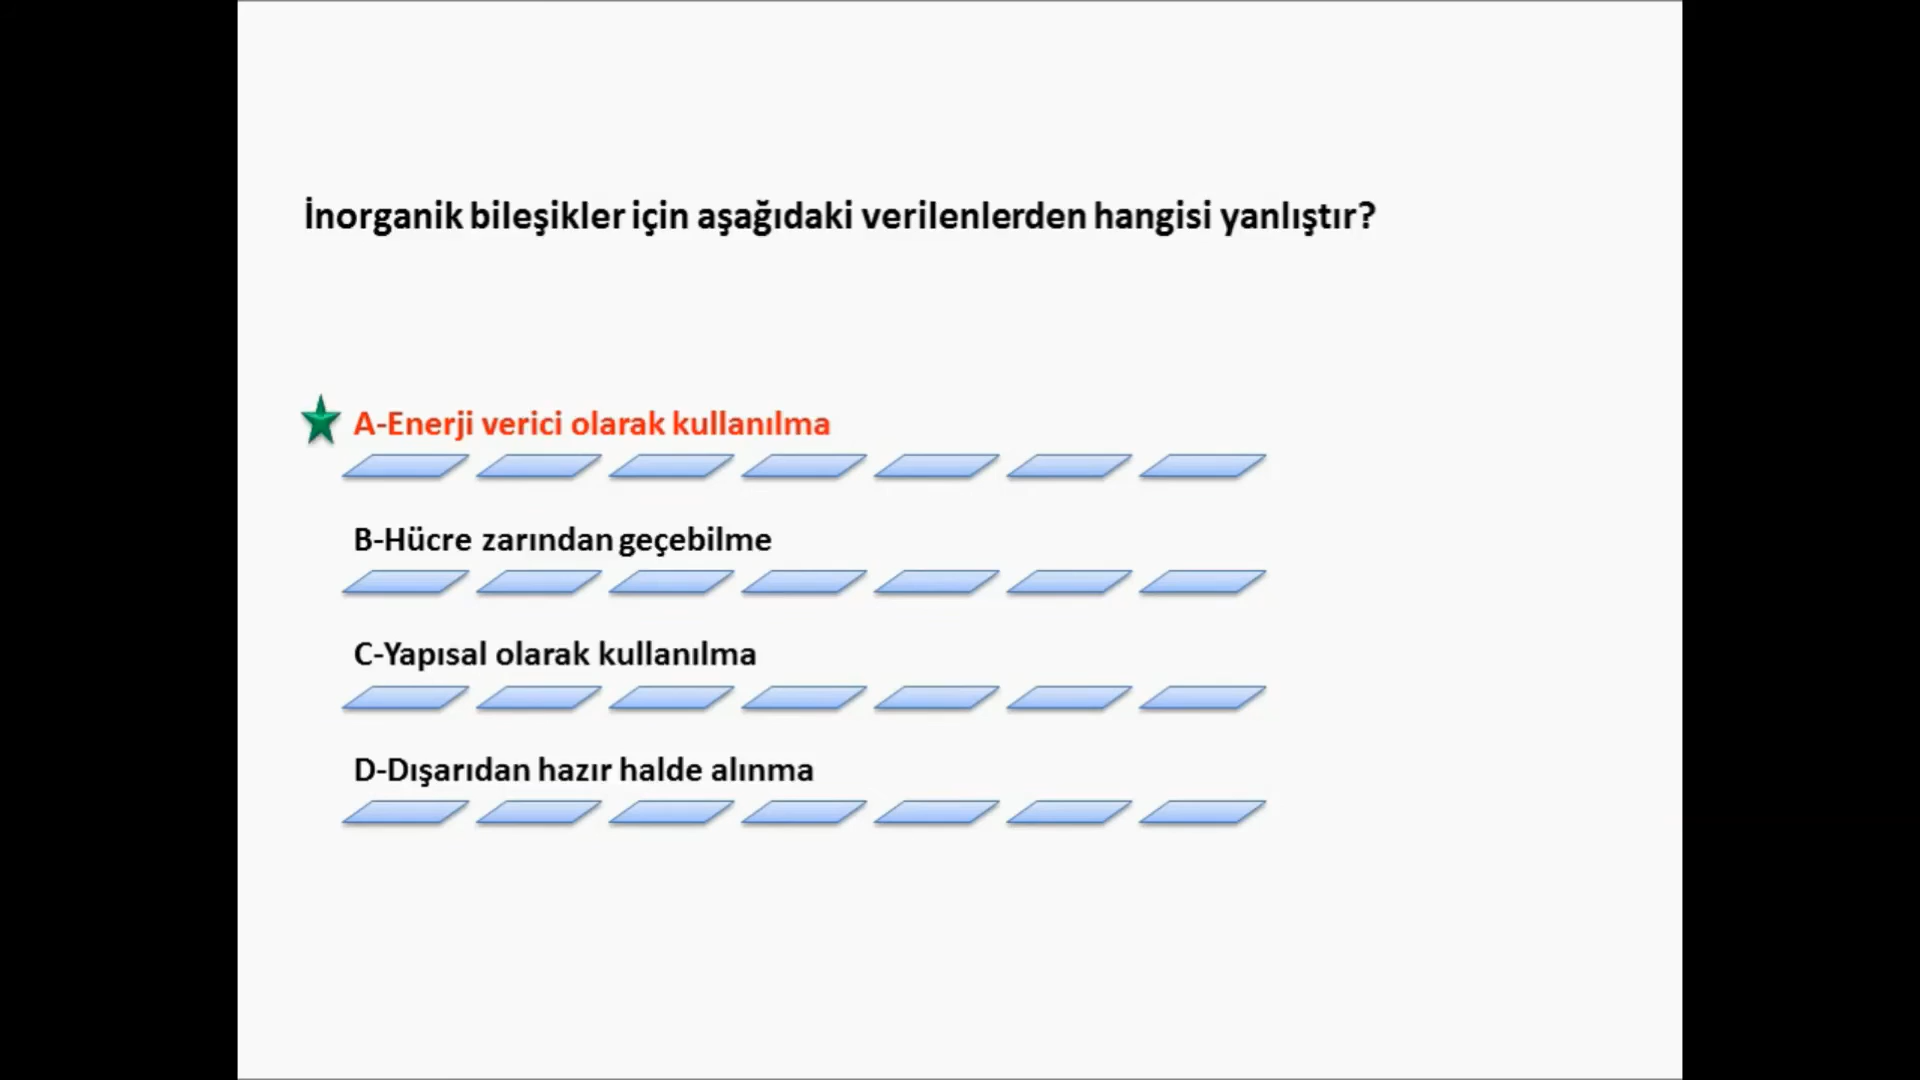 İnorganik bileşikler için aşağıdaki verilenlerden hangisi yanlıştır?
A-Enerji verici olarak kullanılma
B-Hücre zarından geçebilme
C-Yapısal olarak kullanılma
D-Dışarıdan hazır halde alınma